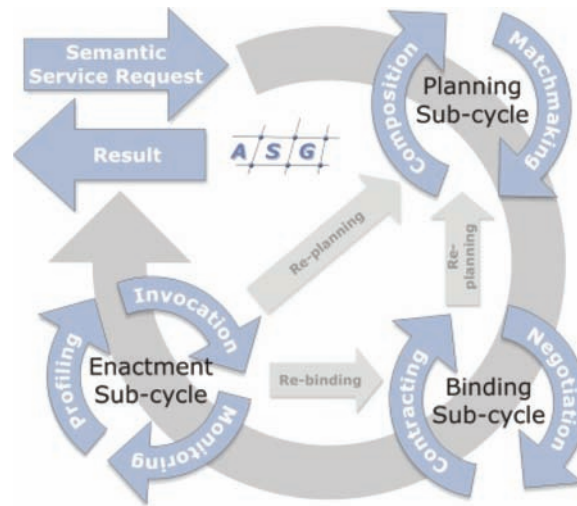 Semantic
Service Request
Result
A S G
Composition
Matchmaking
Planning
Sub-cycle
Re-planning
Re-
planning
Invocation
Profiling
Monitoring
Enactment
Sub-cycle
Re-binding
Contracting
Negotiation
Binding
Sub-cycle